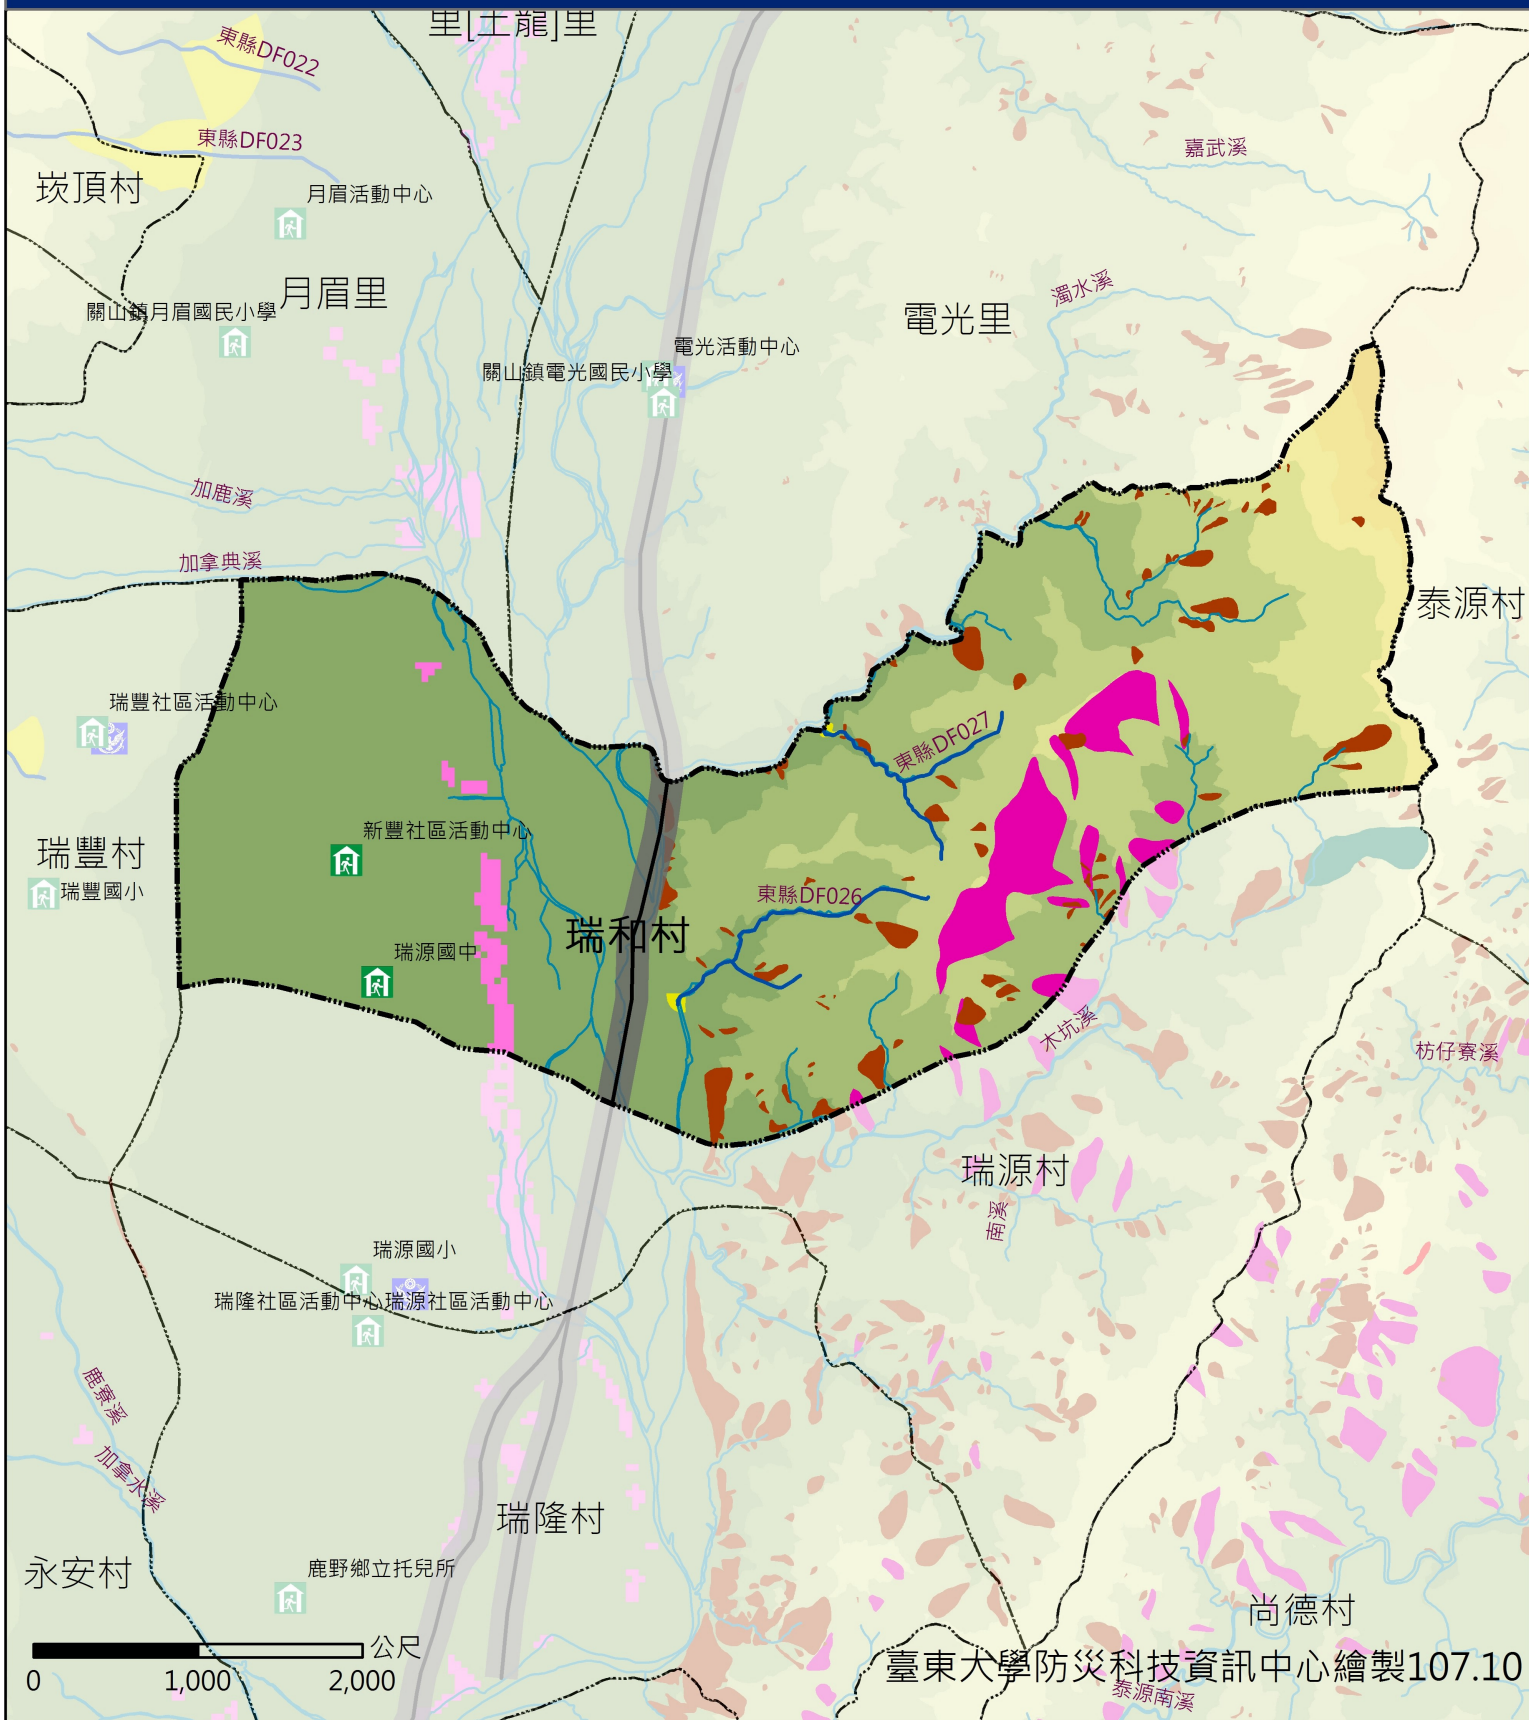 里[土龍]里
東縣DF022
東縣DF023
嘉武溪
崁頂村
月眉活動中心
月眉里
濁水溪
關山鎮月眉國民小學
電光里
電光活動中心
關山鎮電光國民小學
加鹿溪
加拿典溪
泰源村
瑞豐社區活動中心
東縣DF027
新豐社區活動中心
瑞豐村
瑞豐國小
東縣DF026
瑞和村
瑞源國中
木坑溪
枋仔寮溪
瑞源村
南溪
瑞源國小
瑞隆社區活動中心
瑞源社區活動中心
鹿寮溪
加拿水溪
瑞隆村
永安村
鹿野鄉立托兒所
尚德村
公尺
0 1,000 2,000
臺東大學防災科技資訊中心繪製107.10
泰源南溪